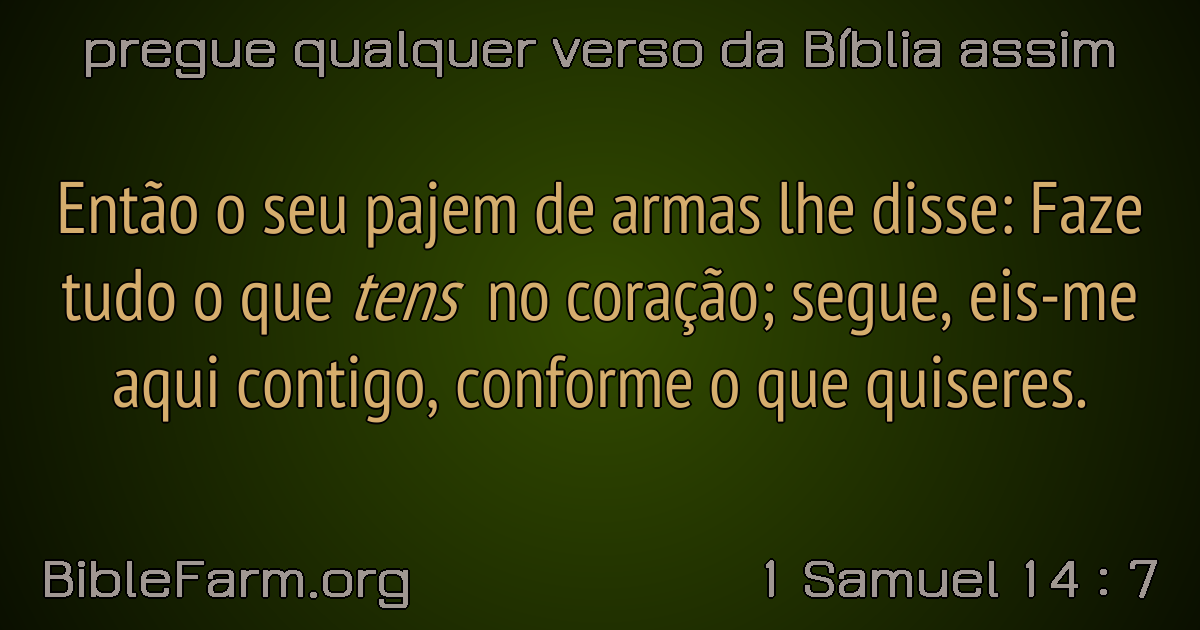 pregue qualquer verso da Bíblia assim
Então o seu pajem de armas lhe disse: Faze
tudo o que tens no coração; segue, eis-me
aqui contigo, conforme o que quiseres.
BibleFarm.org
1 Samuel 14 : 7